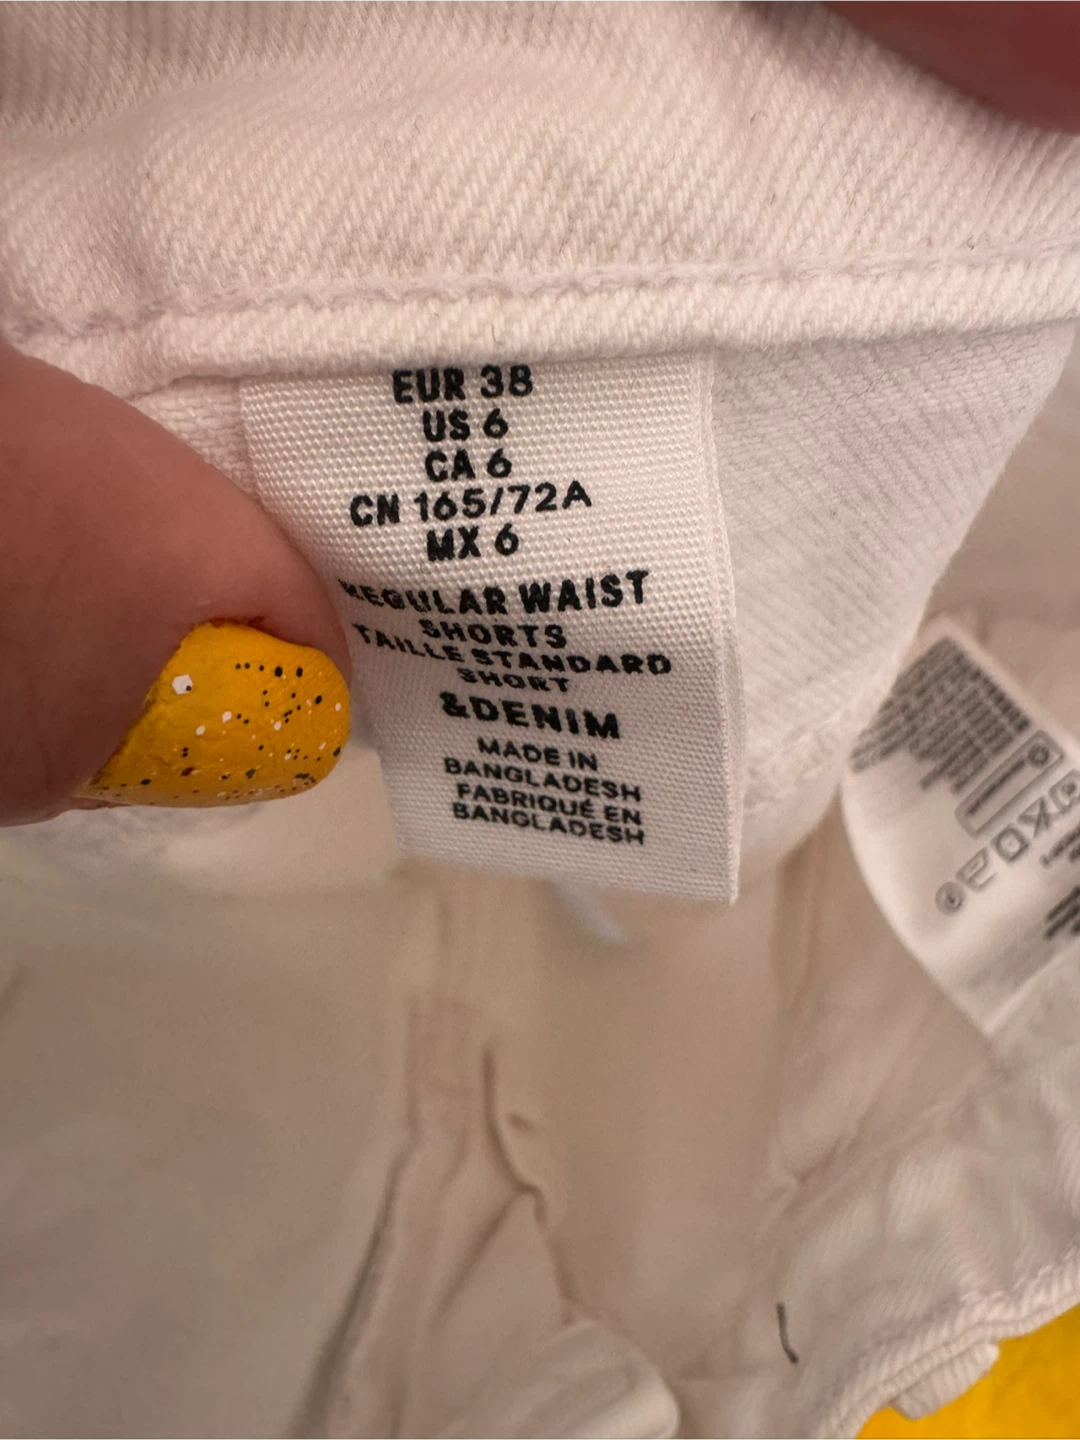 EUR 38
US 6
CA 6
CN 165/72A
MX 6
REGULAR WAIST
SHORTS
TAILLE STANDARD
SHORT
&DENIM
MADE IN
BANGLADESH
FABRIQUÉ EN
BANGLADESH